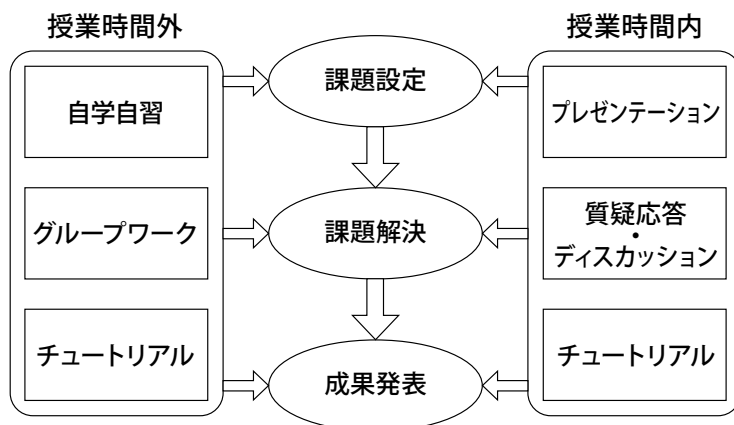 授業時間外
授業時間内
課題設定
自学自習
プレゼンテーション
グループワーク
課題解決
質疑応答
・
ディスカッション
チュートリアル
成果発表
チュートリアル